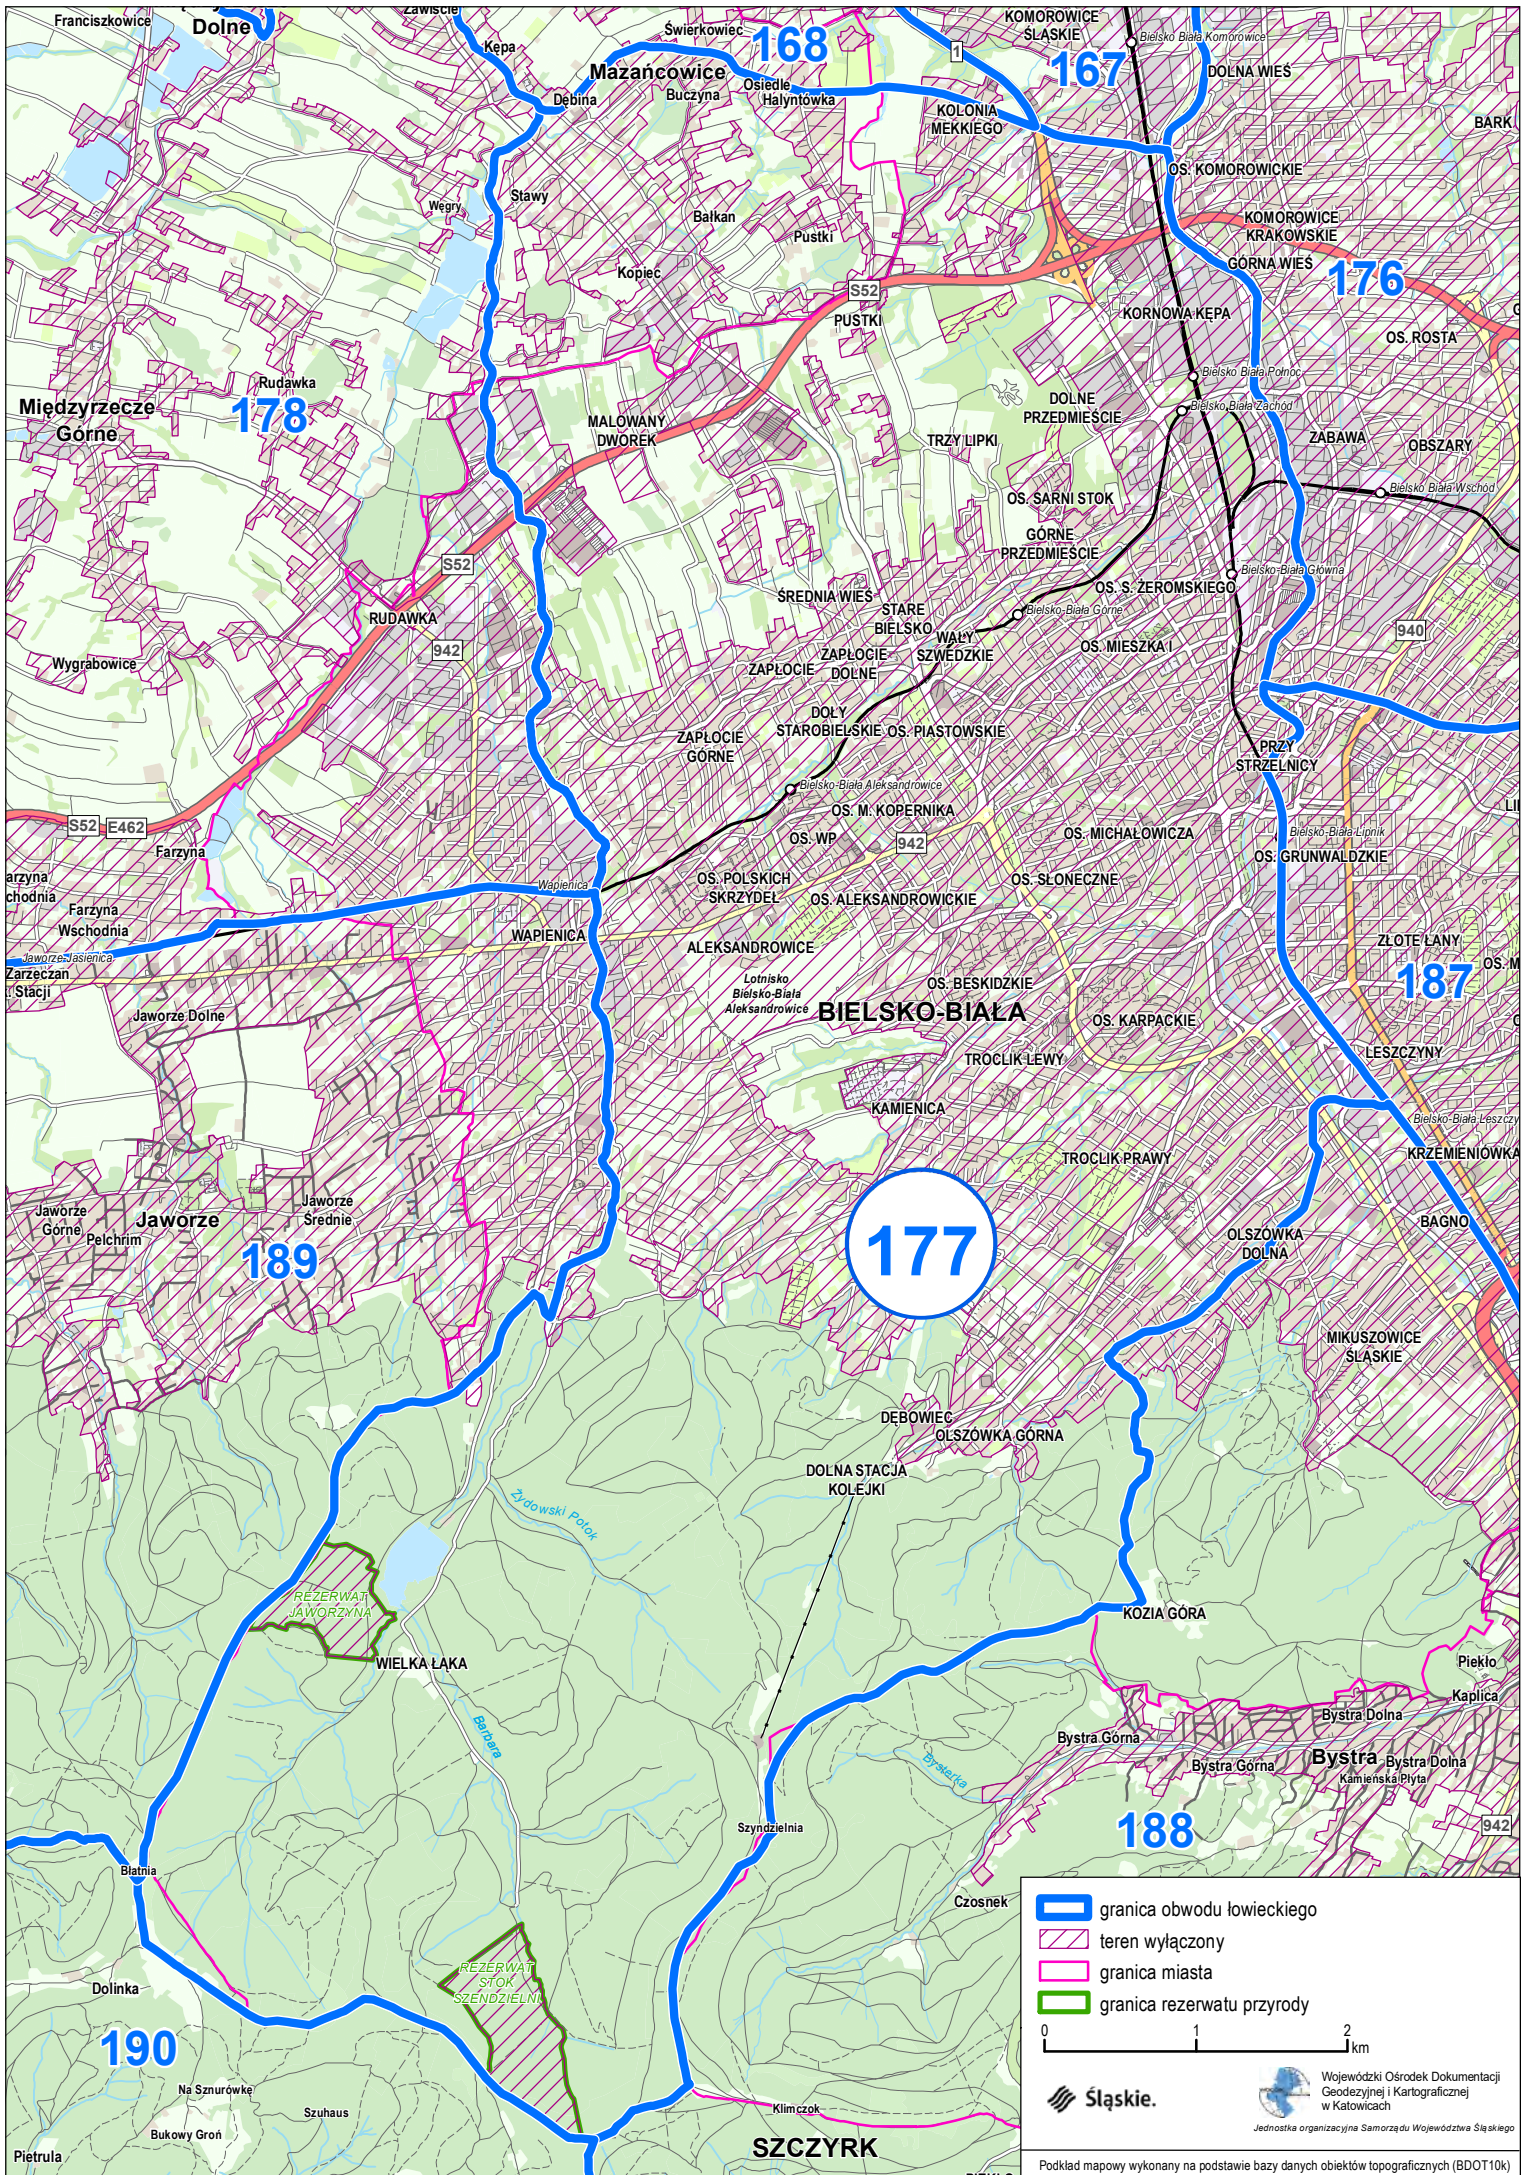 Franciszkowice
Dolne
Zawiście
Kępa
Świerkowiec
168
KOMOROWICE
ŚLĄSKIE
1
Bielsko Biała Komorowice
167
DOLNA WIEŚ
Mazańcowice
Buczyna
Osiedle
Halyntówka
Dębina
KOLONIA
MEKKIEGO
BARK
OS. KOMOROWICKIE
Stawy
Węgry
Bałkan
Pustki
KOMOROWICE
KRAKOWSKIE
GÓRNA WIEŚ
176
Kopiec
S52
PUSTKI
KORNOWA KĘPA
OS. ROSTA
Bielsko Biała Północ
Rudawka
178
Międzyrzecze
Górne
MALOWANY
DWOREK
DOLNE
PRZEDMIEŚCIE
Bielsko Biała Zachód
TRZY LIPKI
ZABAWA
OBSZARY
Bielsko Biała Wschód
OS. SARNI STOK
GÓRNE
PRZEDMIEŚCIE
S52
Bielsko-Biała Główna
OS. S. ŻEROMSKIEGO
ŚREDNIA WIEŚ
STARE
BIELSKO
Bielsko-Biała Górne
RUDAWKA
942
940
WAŁY
SZWEDZKIE
OS. MIESZKA I
Wygrabowice
ZAPŁOCIE
ZAPŁOCIE
DOLNE
DOŁY
STAROBIELSKIE
OS. PIASTOWSKIE
ZAPŁOCIE
GÓRNE
PRZY
STRZELNICY
Bielsko-Biała Aleksandrowice
OS. M. KOPERNIKA
S52
E462
OS. WP
942
OS. MICHAŁOWICZA
Bielsko-Biała Lipnik
OS. GRUNWALDZKIE
Farzyna
OS. POLSKICH
SKRZYDEŁ
OS. SŁONECZNE
Wapienica
OS. ALEKSANDROWICKIE
Farzyna
Wschodnia
WAPIENICA
ALEKSANDROWICE
ZŁOTE ŁANY
Jaworze-Jasienica
Zarzeczan
Stacji
Lotnisko
Bielsko-Biała
Aleksandrowice
OS. BESKIDZKIE
187
OS. M
BIELSKO-BIAŁA
Jaworze Dolne
OS. KARPACKIE
LESZCZYNY
TROCLIK LEWY
KAMIENICA
Bielsko-Biała Leszczy
KRZEMIENIÓWKA
TROCLIK PRAWY
Jaworze
Górne
Pelchrim
Jaworze
Jaworze
Średnie
189
177
OLSZÓWKA
DOLNA
BAGNO
MIKUSZOWICE
ŚLĄSKIE
DĘBOWIEC
OLSZÓWKA GÓRNA
DOLNA STACJA
KOLEJKI
Żydowski Potok
REZERWAT
JAWORZYNA
KOZIA GÓRA
WIELKA ŁĄKA
Piekło
Kaplica
Barbara
Bystra Dolna
Bystra Górna
Bysterka
Bystra Górna
Bystra
Bystra Dolna
Kamieńska Płyta
188
942
Szyndzielnia
Błatnia
Czosnek
granica obwodu łowieckiego
teren wyłączony
granica miasta
granica rezerwatu przyrody
0 1 2
km
REZERWAT
STOK
SZENDZIELNI
Dolinka
190
Na Sznurówkę
Szuhaus
Bukowy Groń
Klimczok
Pietrula
SZCZYRK
Śląskie.
Wojewódzki Ośrodek Dokumentacji
Geodezyjnej i Kartograficznej
w Katowicach
Jednostka organizacyjna Samorządu Województwa Śląskiego
Podkład mapowy wykonany na podstawie bazy danych obiektów topograficznych (BDOT10k)